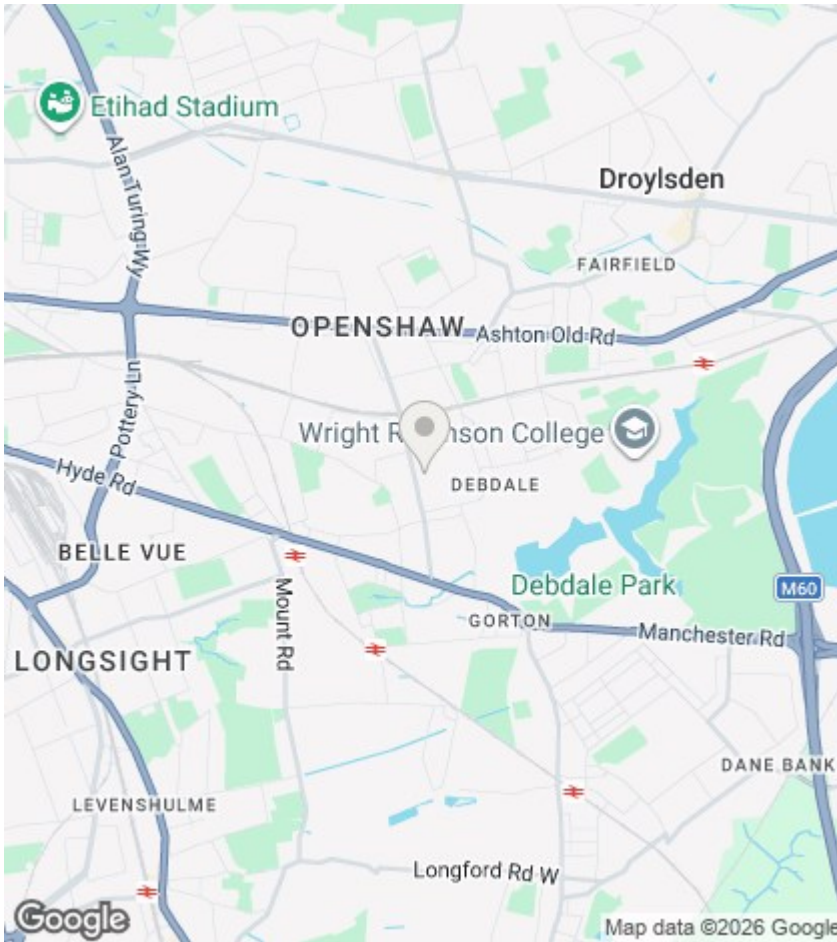 Etihad Stadium
Alan Turing Wy
Droylsden
FAIRFIELD
OPENSHAW
Ashton Old Rd
Pottery Ln
Wright R nson College
Hyde Rd
DEBDALE
BELLE VUE
Debdale Park
M60
Mount Rd
GORTON
Manchester Rd
LONGSIGHT
DANE BANK
LEVENSHULME
Longford Rd W
Google
Map data ©2026 Google